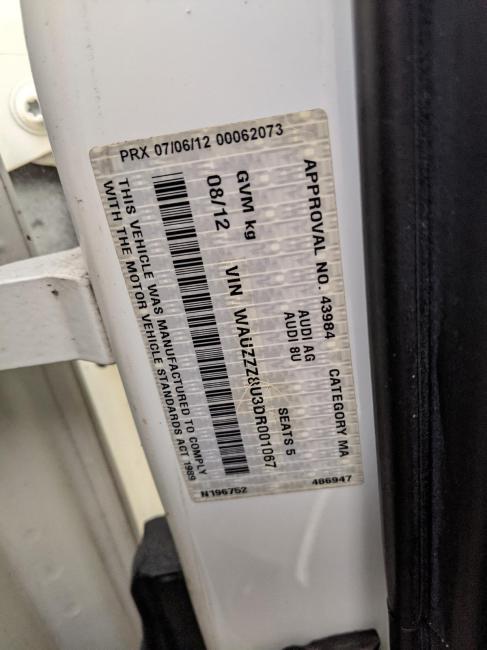 PRX 07/06/12 00062073
APPROVAL NO. 43984 CATEGORY MA
AUDI AG
AUDI 8U SEATS 5
GVM kg
08/12 VIN WAUZZZ8U3DR001067
THIS VEHICLE WAS MANUFACTURED TO COMPLY
WITH THE MOTOR VEHICLE STANDARDS ACT 1989
N196752 486947